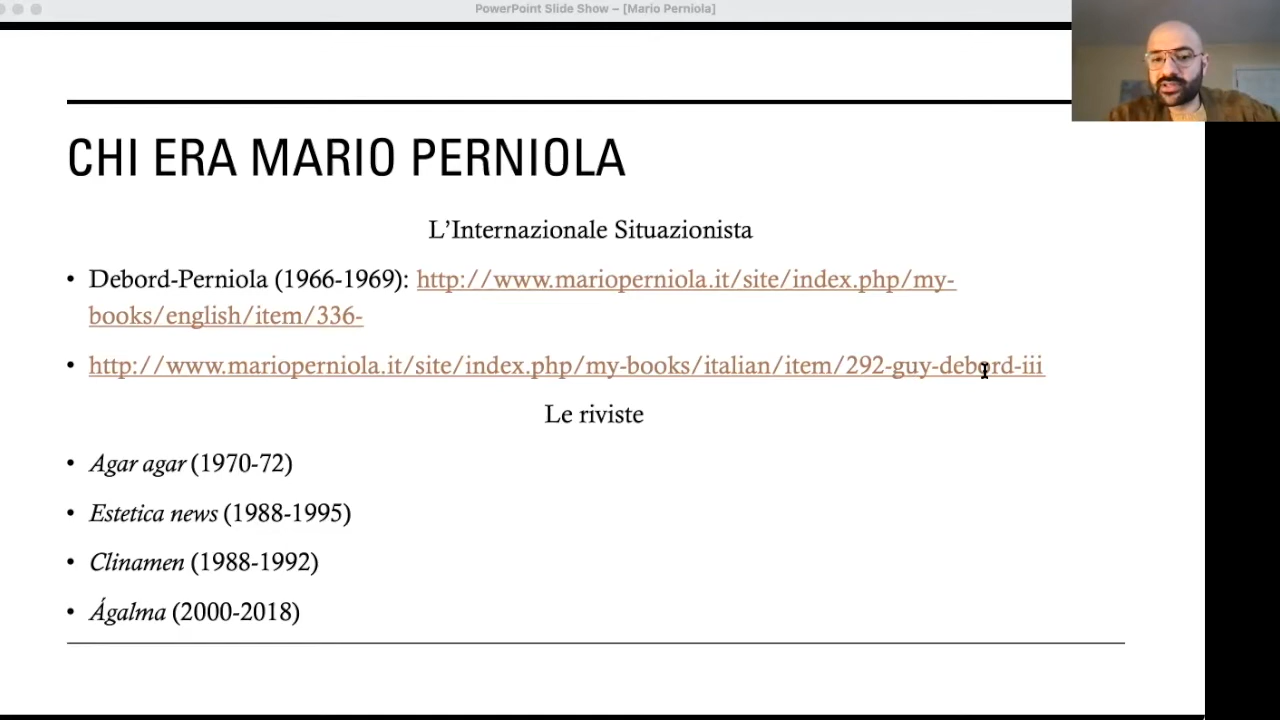 PowerPoint Slide Show – [Mario Perniola]
CHI ERA MARIO PERNIOLA
L’Internazionale Situazionista
• Debord-Perniola (1966-1969): http://www.marioperniola.it/site/index.php/my-
books/english/item/336-
• http://www.marioperniola.it/site/index.php/my-books/italian/item/292-guy-debord-iii
Le riviste
• Agar agar (1970-72)
• Estetica news (1988-1995)
• Clinamen (1988-1992)
• Ágalma (2000-2018)